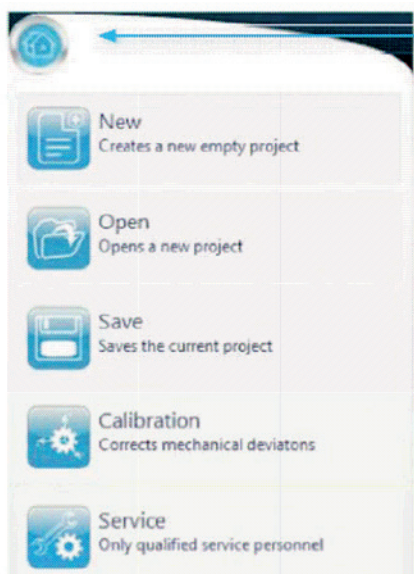 New
Creates a new empty project
Open
Opens a new project
Save
Saves the current project
Calibration
Corrects mechanical deviatons
Service
Only qualified service personnel